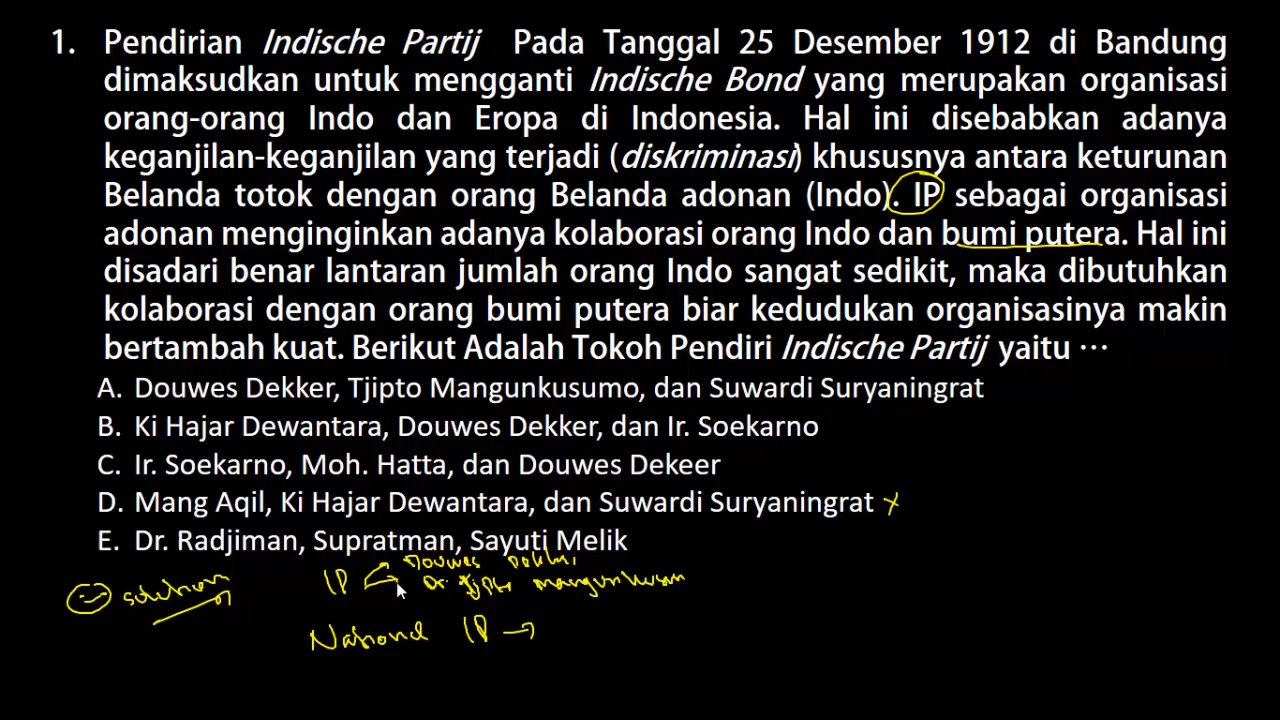 1. Pendirian Indische Partij Pada Tanggal 25 Desember 1912 di Bandung
dimaksudkan untuk mengganti Indische Bond yang merupakan organisasi
orang-orang Indo dan Eropa di Indonesia. Hal ini disebabkan adanya
keganjilan-keganjilan yang terjadi (diskriminasi) khususnya antara keturunan
Belanda totok dengan orang Belanda adonan (Indo). IP sebagai organisasi
adonan menginginkan adanya kolaborasi orang Indo dan bumi putera. Hal ini
disadari benar lantaran jumlah orang Indo sangat sedikit, maka dibutuhkan
kolaborasi dengan orang bumi putera biar kedudukan organisasinya makin
bertambah kuat. Berikut Adalah Tokoh Pendiri Indische Partij yaitu ...
A. Douwes Dekker, Tjipto Mangunkusumo, dan Suwardi Suryaningrat
B. Ki Hajar Dewantara, Douwes Dekker, dan Ir. Soekarno
C. Ir. Soekarno, Moh. Hatta, dan Douwes Dekeer
D. Mang Aqil, Ki Hajar Dewantara, dan Suwardi Suryaningrat x
E. Dr. Radjiman, Supratman, Sayuti Melik
Douwes
IP Dr.
National IP →